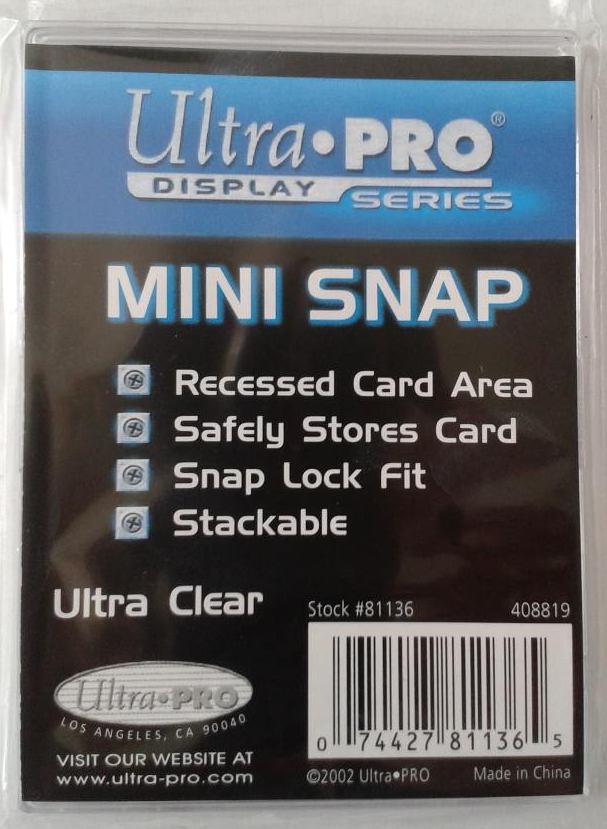 Ultra•PRO®
DISPLAY SERIES
MINI SNAP
Recessed Card Area
Safely Stores Card
Snap Lock Fit
Stackable
Ultra Clear
Stock #81136 408819
0 74427 81136 5
Ultra•PRO
LOS ANGELES, CA 90040
VISIT OUR WEBSITE AT
www.ultra-pro.com
©2002 Ultra•PRO Made in China